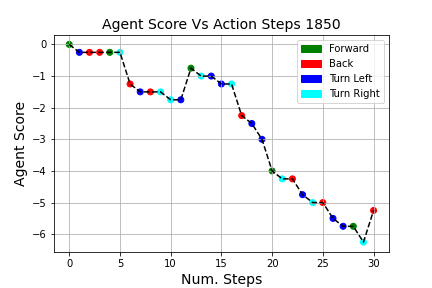 Agent Score Vs Action Steps 1850
Forward
Back
Turn Left
Turn Right
Agent Score
0
−1
−2
−3
−4
−5
−6
0 5 10 15 20 25 30
Num. Steps